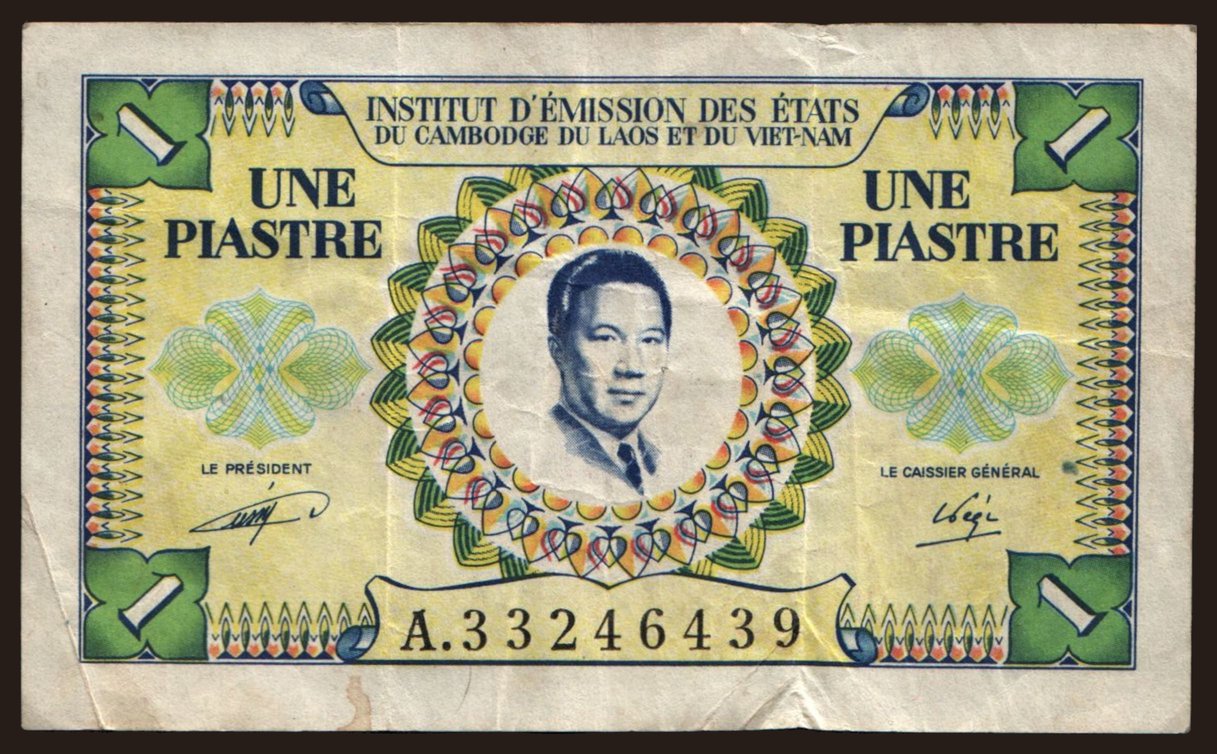 1
INSTITUT D'ÉMISSION DES ÉTATS
DU CAMBODGE DU LAOS ET DU VIET-NAM
1
UNE
PIASTRE
UNE
PIASTRE
LE PRÉSIDENT
LE CAISSIER GÉNÉRAL
1
A.33246439
1